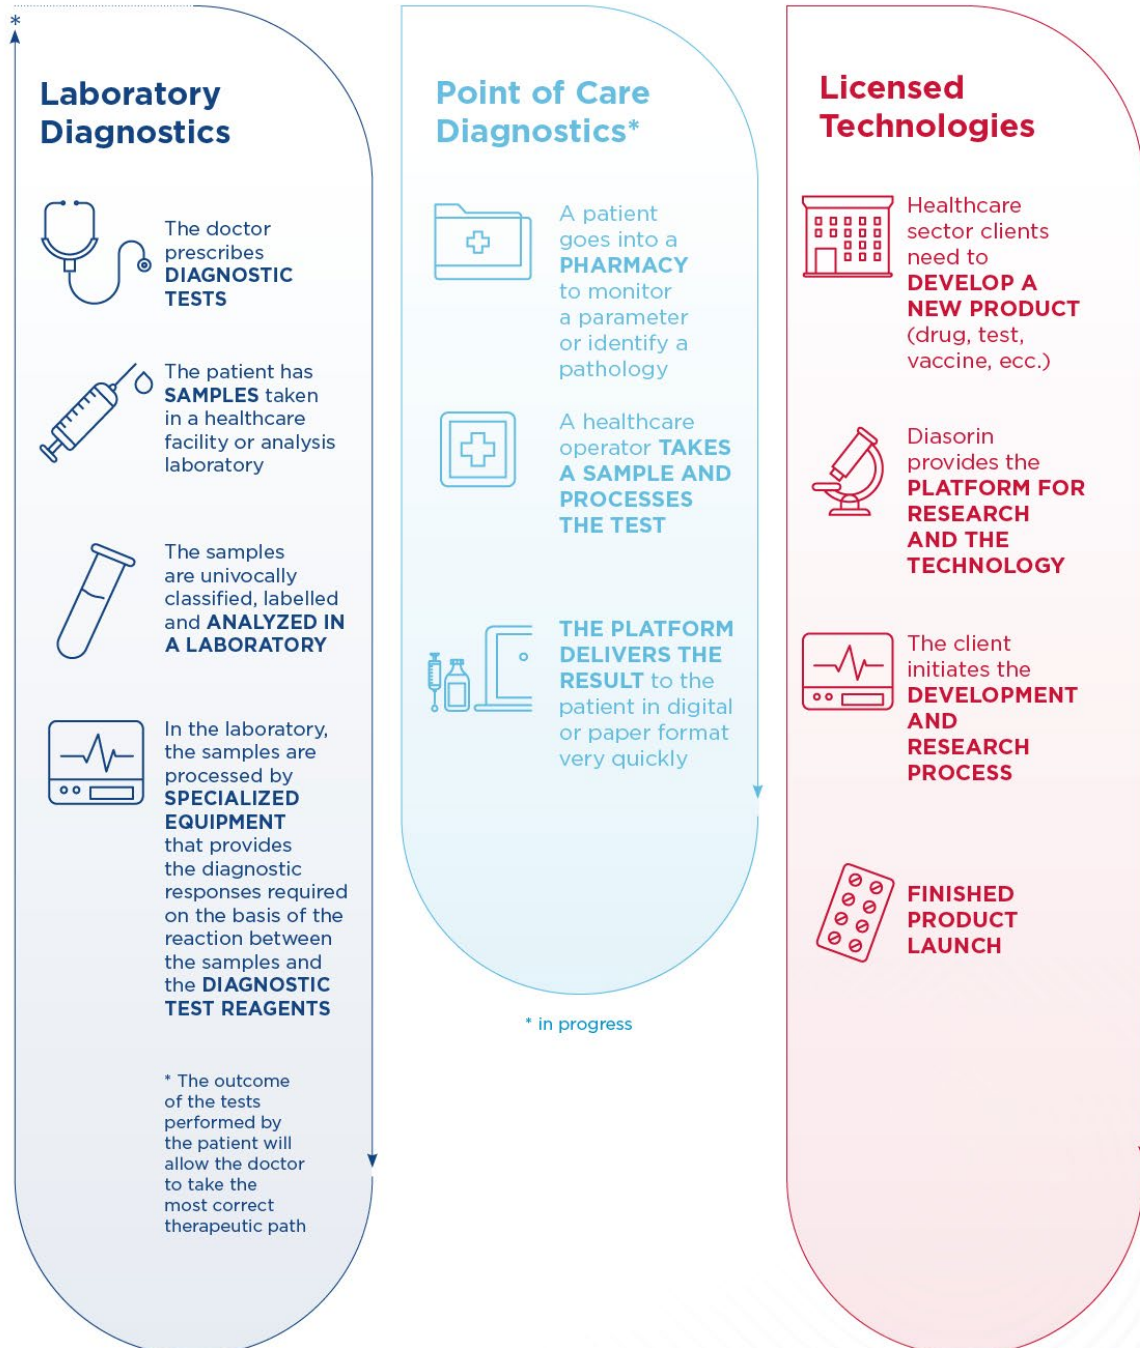 *
Laboratory
Diagnostics
The doctor
prescribes
DIAGNOSTIC
TESTS
The patient has
SAMPLES taken
in a healthcare
facility or analysis
laboratory
The samples
are univocally
classified, labelled
and ANALYZED IN
A LABORATORY
In the laboratory,
the samples are
processed by
SPECIALIZED
EQUIPMENT
that provides
the diagnostic
responses required
on the basis of the
reaction between
the samples and
the DIAGNOSTIC
TEST REAGENTS
* The outcome
of the tests
performed by
the patient will
allow the doctor
to take the
most correct
therapeutic path
Point of Care
Diagnostics*
A patient
goes into a
PHARMACY
to monitor
a parameter
or identify a
pathology
A healthcare
operator TAKES
A SAMPLE AND
PROCESSES
THE TEST
THE PLATFORM
DELIVERS THE
RESULT to the
patient in digital
or paper format
very quickly
* in progress
Licensed
Technologies
Healthcare
sector clients
need to
DEVELOP A
NEW PRODUCT
(drug, test,
vaccine, ecc.)
Diasorin
provides the
PLATFORM FOR
RESEARCH
AND THE
TECHNOLOGY
The client
initiates the
DEVELOPMENT
AND
RESEARCH
PROCESS
FINISHED
PRODUCT
LAUNCH